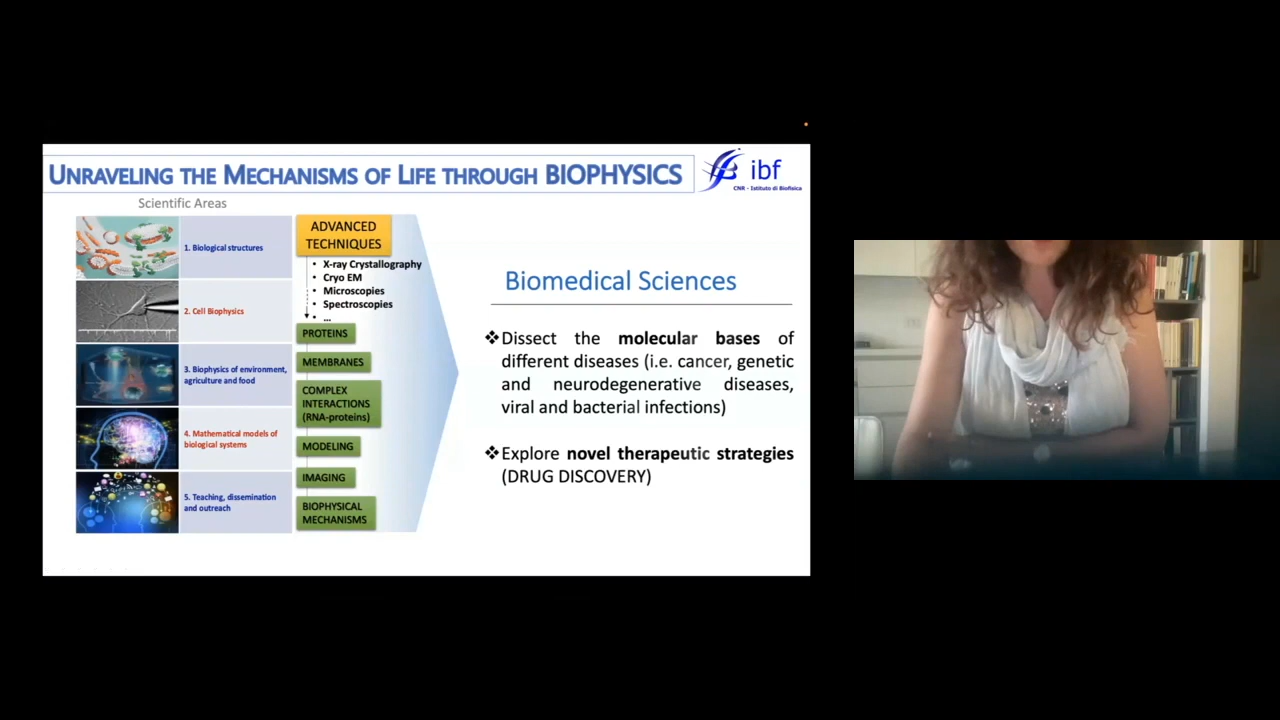 UNRAVELING THE MECHANISMS OF LIFE THROUGH BIOPHYSICS
ibf
CNR - Istituto di Biofisica
Scientific Areas
1. Biological structures
2. Cell Biophysics
3. Biophysics of environment,
agriculture and food
4. Mathematical models of
biological systems
5. Teaching, dissemination
and outreach
ADVANCED
TECHNIQUES
• X-ray Crystallography
• Cryo EM
• Microscopies
• Spectroscopies
• ...
PROTEINS
MEMBRANES
COMPLEX
INTERACTIONS
(RNA-proteins)
MODELING
IMAGING
BIOPHYSICAL
MECHANISMS
Biomedical Sciences
❖Dissect the molecular bases of
different diseases (i.e. cancer, genetic
and neurodegenerative diseases,
viral and bacterial infections)
❖Explore novel therapeutic strategies
(DRUG DISCOVERY)